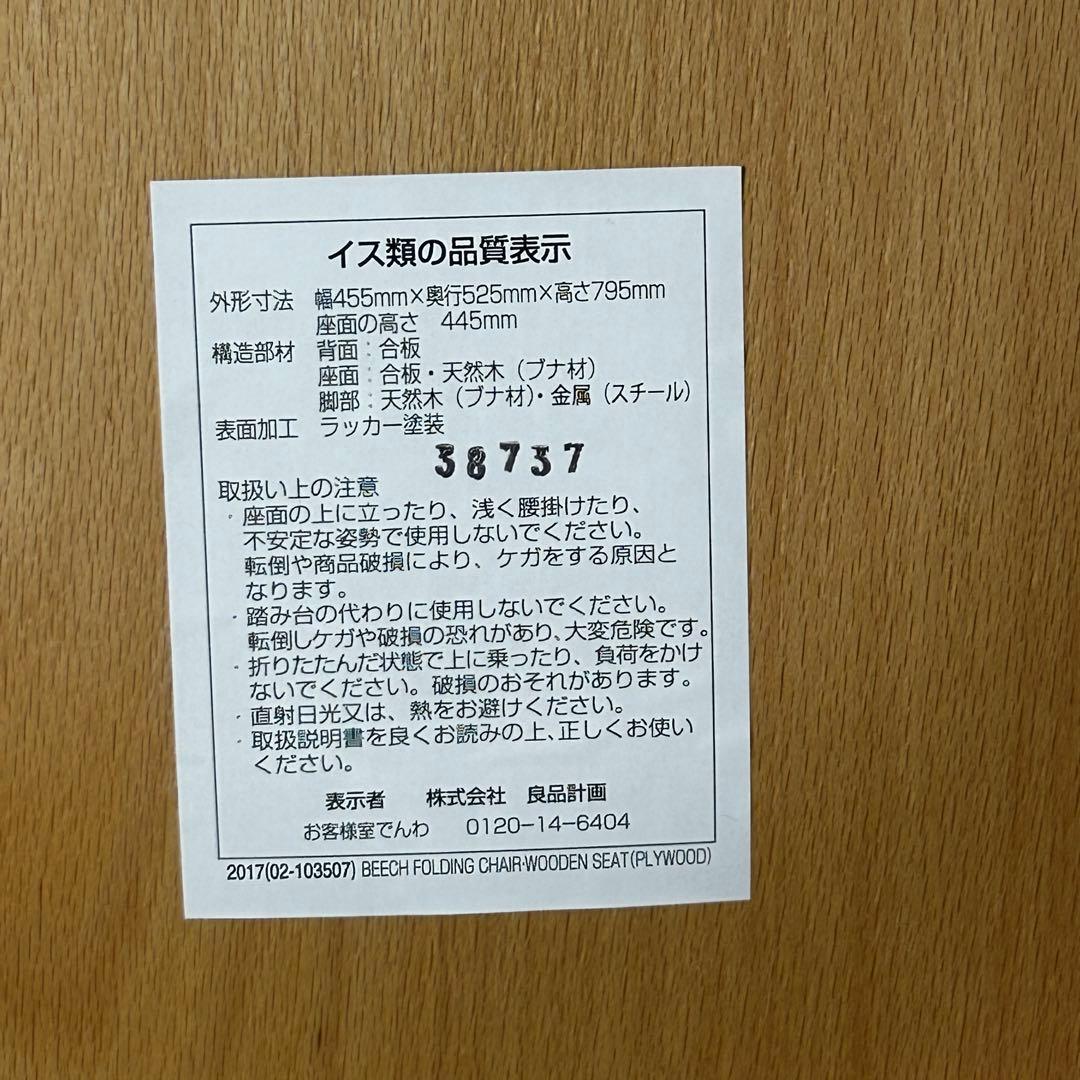 イス類の品質表示
外形寸法 幅455mm×奥行525mm×高さ795mm
座面の高さ 445mm
構造部材 背面：合板
座面：合板・天然木（ブナ材）
脚部：天然木（ブナ材）・金属（スチール）
表面加工 ラッカー塗装
38737
取扱い上の注意
・座面の上に立ったり、浅く腰掛けたり、
不安定な姿勢で使用しないでください。
転倒や商品破損により、ケガをする原因と
なります。
・踏み台の代わりに使用しないでください。
転倒しケガや破損の恐れがあり、大変危険です。
・折りたたんだ状態で上に乗ったり、負荷をかけ
ないでください。破損のおそれがあります。
・直射日光又は、熱をお避けください。
・取扱説明書を良くお読みの上、正しくお使い
ください。
表示者 株式会社 良品計画
お客様室でんわ 0120-14-6404
2017(02-103507) BEECH FOLDING CHAIR·WOODEN SEAT(PLYWOOD)